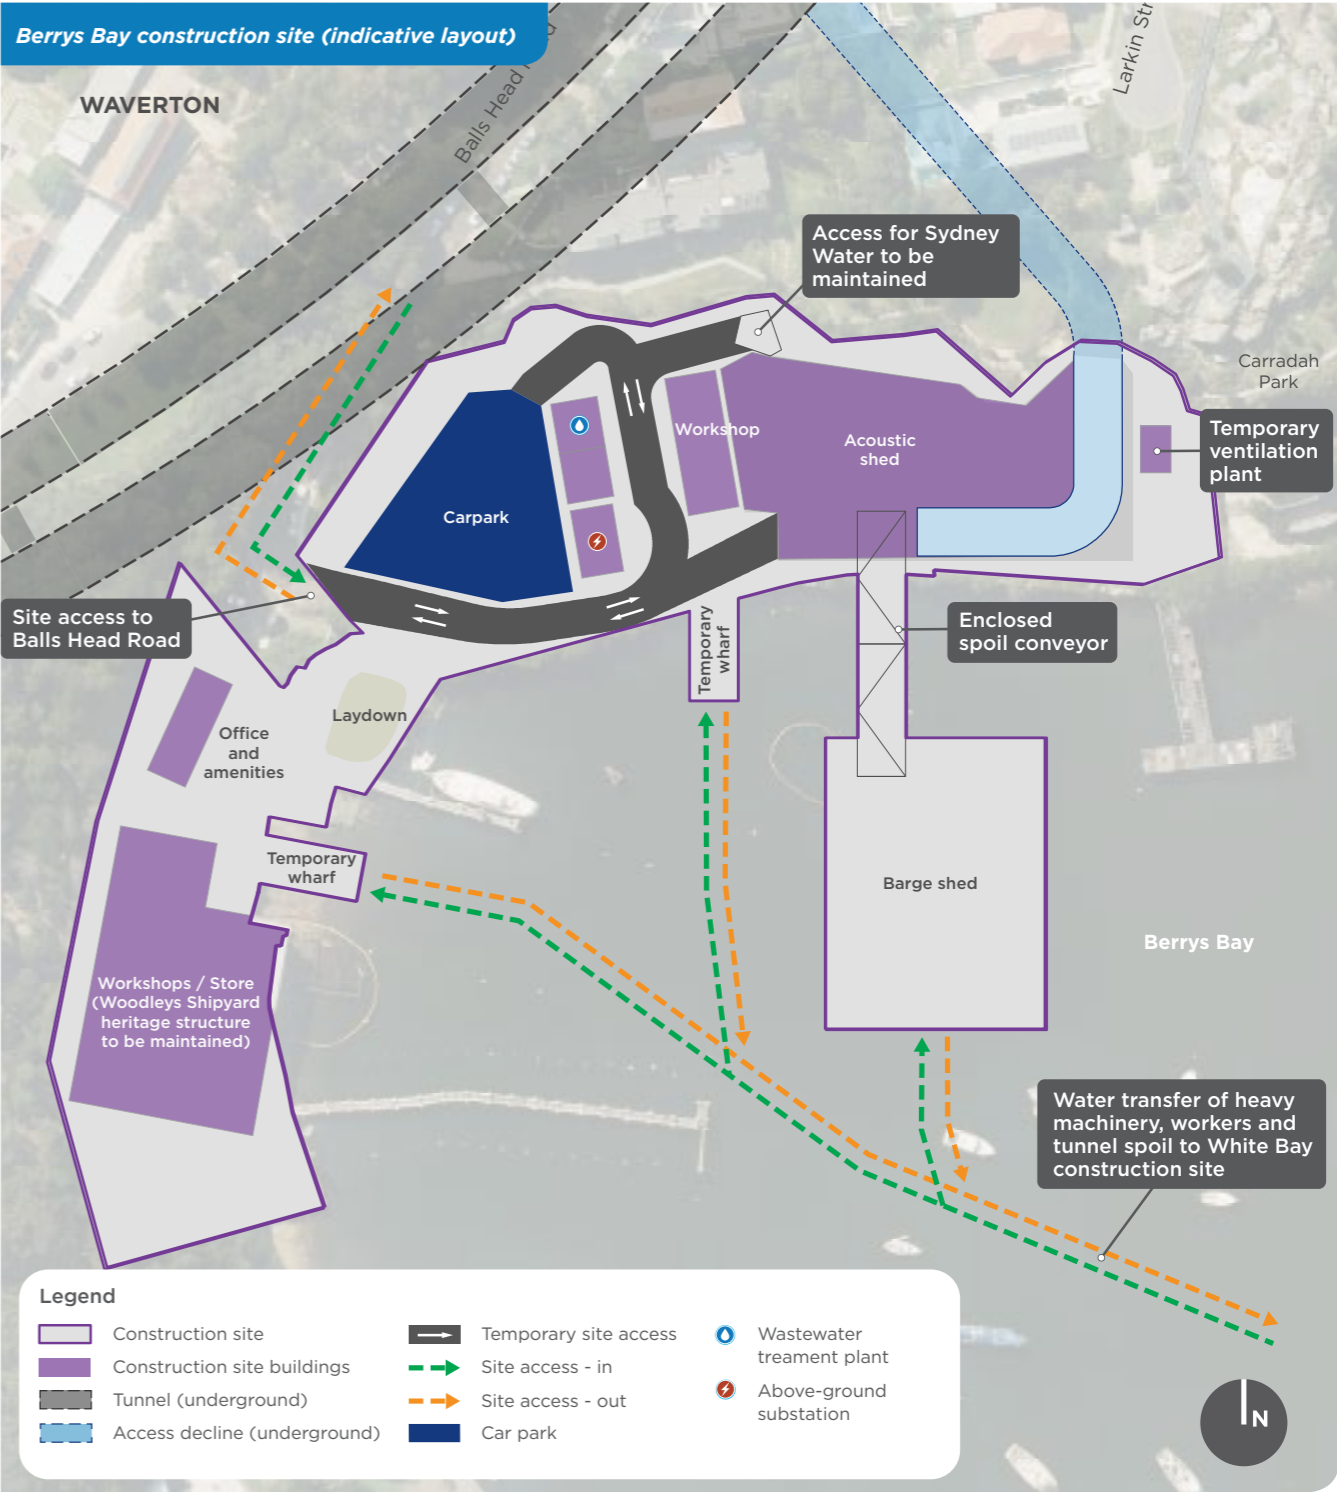 Berrys Bay construction site (indicative layout)
WAVERTON
Balls Head
Larkin Str
Access for Sydney
Water to be
maintained
Carradah
Park
Temporary
ventilation
plant
Workshop
Acoustic
shed
Carpark
Site access to
Balls Head Road
Temporary
wharf
Enclosed
spoil conveyor
Laydown
Office
and
amenities
Temporary
wharf
Barge shed
Berrys Bay
Workshops / Store
(Woodleys Shipyard
heritage structure
to be maintained)
Water transfer of heavy
machinery, workers and
tunnel spoil to White Bay
construction site
Legend
Construction site
Construction site buildings
Tunnel (underground)
Access decline (underground)
Temporary site access
Site access - in
Site access - out
Car park
Wastewater
treament plant
Above-ground
substation
N